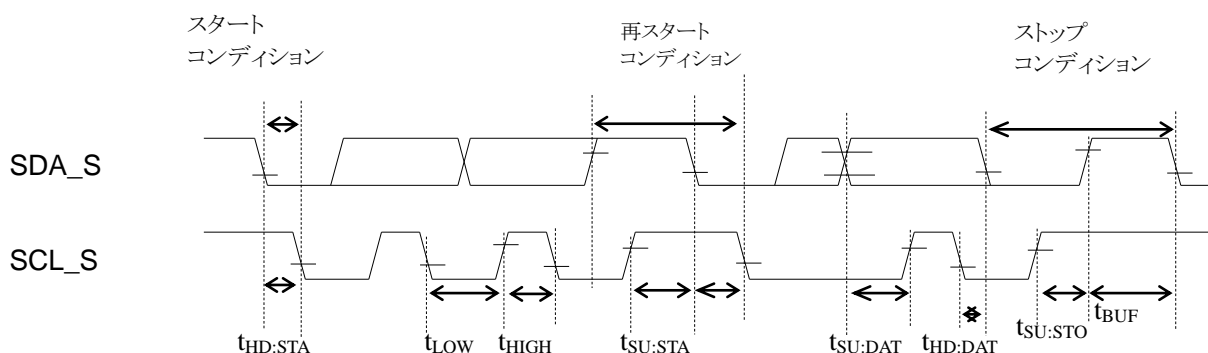 スタート
コンディション
再スタート
コンディション
ストップ
コンディション
SDA_S
SCL_S
tHD:STA
tLOW
tHIGH
tSU:STA
tSU:DAT
tHD:DAT
tSU:STO
tBUF